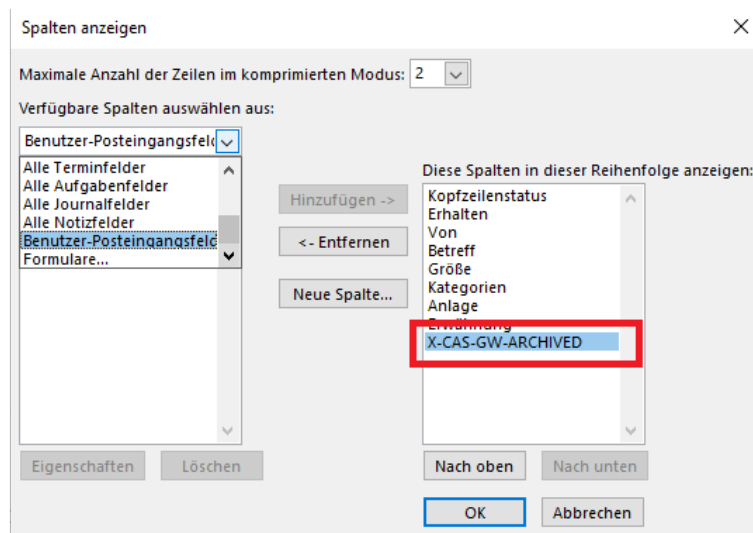 Spalten anzeigen
Maximale Anzahl der Zeilen im komprimierten Modus: 2
Verfügbare Spalten auswählen aus:
Benutzer-Posteingangsfel
Alle Terminfelder
Alle Aufgabenfelder
Alle Journalfelder
Alle Notizfelder
Benutzer-Posteingangsfeld
Formulare...
Hinzufügen ->
<- Entfernen
Neue Spalte...
Diese Spalten in dieser Reihenfolge anzeigen:
Kopfzeilenstatus
Erhalten
Von
Betreff
Größe
Kategorien
Anlage
Erwähnung
X-CAS-GW-ARCHIVED
Eigenschaften
Löschen
Nach oben
Nach unten
OK
Abbrechen